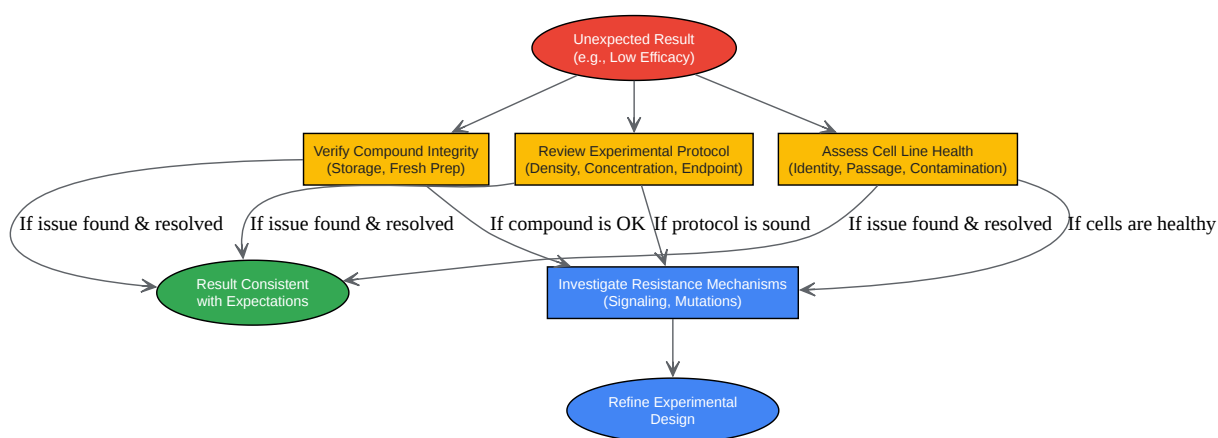 Unexpected Result
(e.g., Low Efficacy)
Verify Compound Integrity
(Storage, Fresh Prep)
Review Experimental Protocol
(Density, Concentration, Endpoint)
Assess Cell Line Health
(Identity, Passage, Contamination)
If issue found & resolved
If issue found & resolved
If compound is OK
If protocol is sound
If issue found & resolved
If cells are healthy
Result Consistent
with Expectations
Investigate Resistance Mechanisms
(Signaling, Mutations)
Refine Experimental
Design